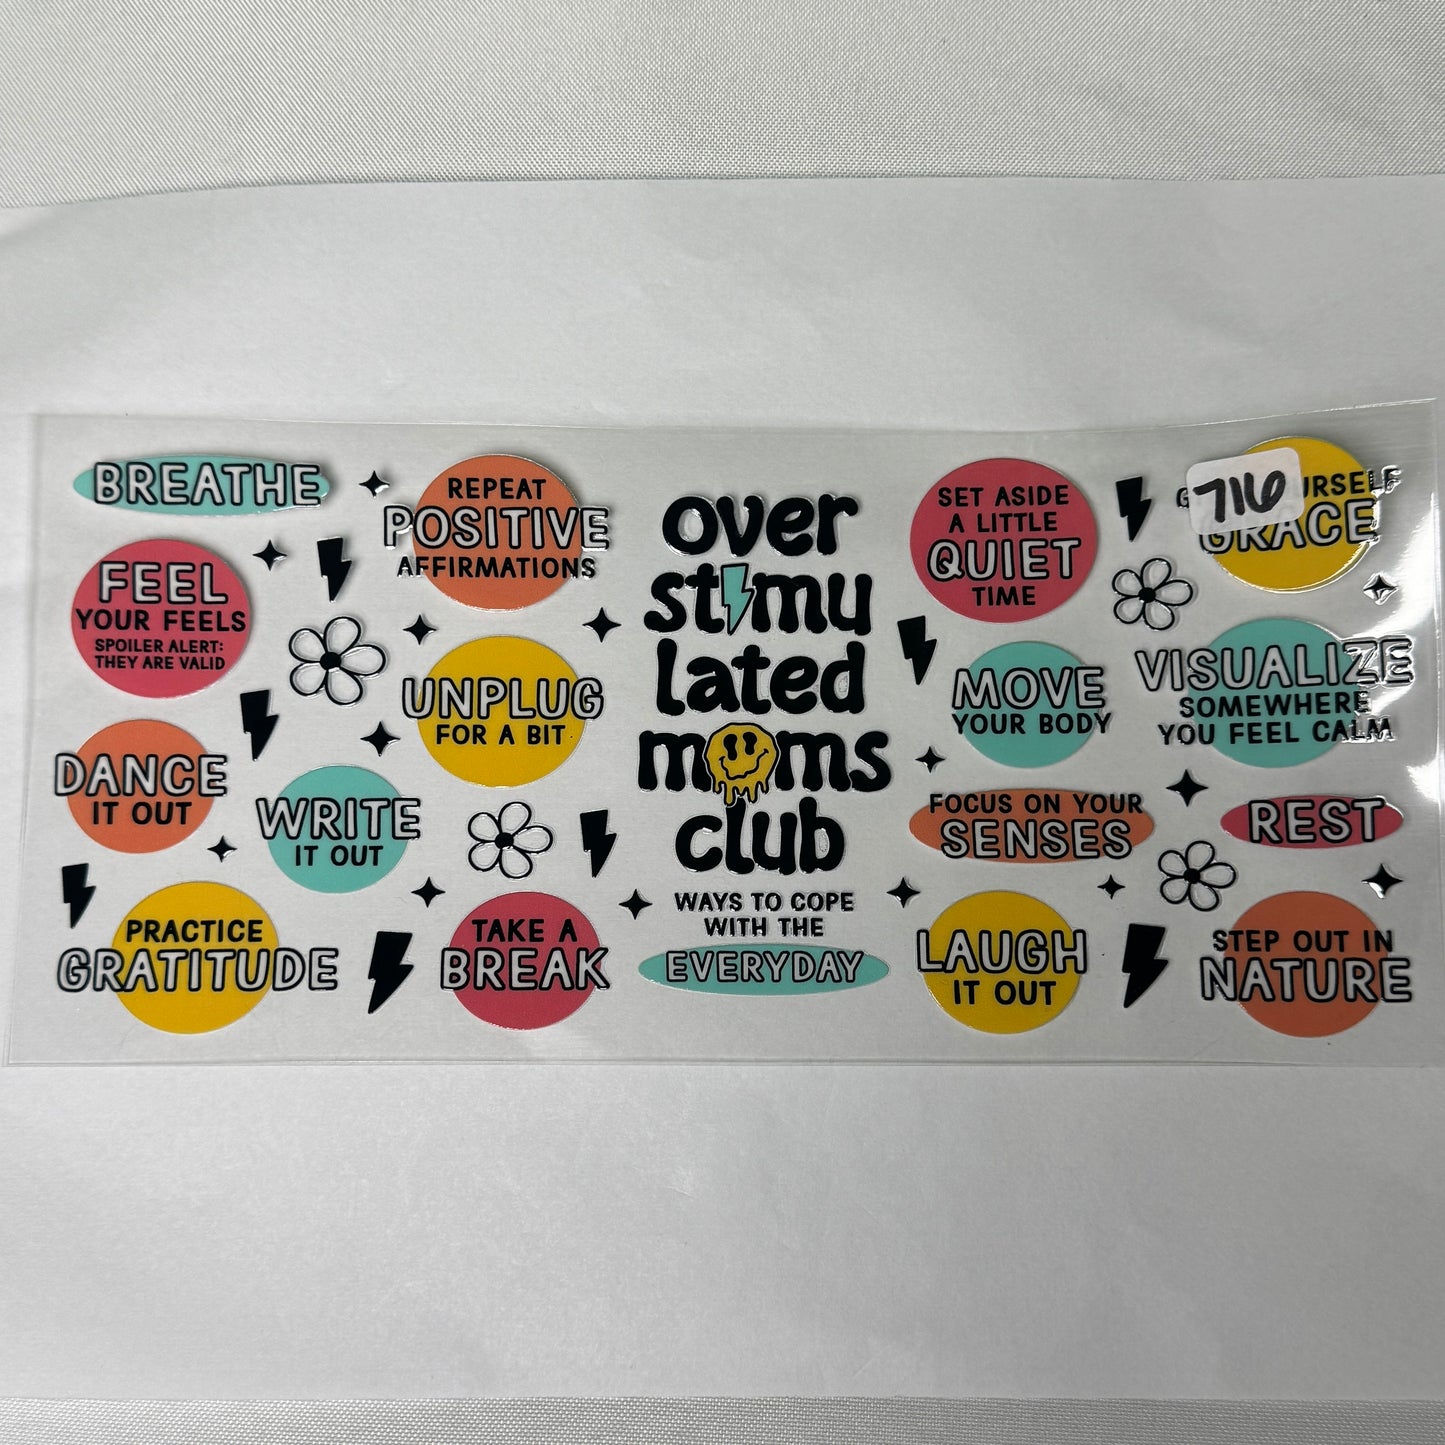 BREATHE
FEEL
YOUR FEELS
SPOILER ALERT:
THEY ARE VALID
DANCE
IT OUT
WRITE
IT OUT
PRACTICE
GRATITUDE
REPEAT
POSITIVE
AFFIRMATIONS
UNPLUG
FOR A BIT
TAKE A
BREAK
over
stimu
lated
moms
club
WAYS TO COPE
WITH THE
EVERYDAY
SET ASIDE
A LITTLE
QUIET
TIME
MOVE
YOUR BODY
FOCUS ON YOUR
SENSES
LAUGH
IT OUT
716
GRACE
VISUALIZE
SOMEWHERE
YOU FEEL CALM
REST
STEP OUT IN
NATURE